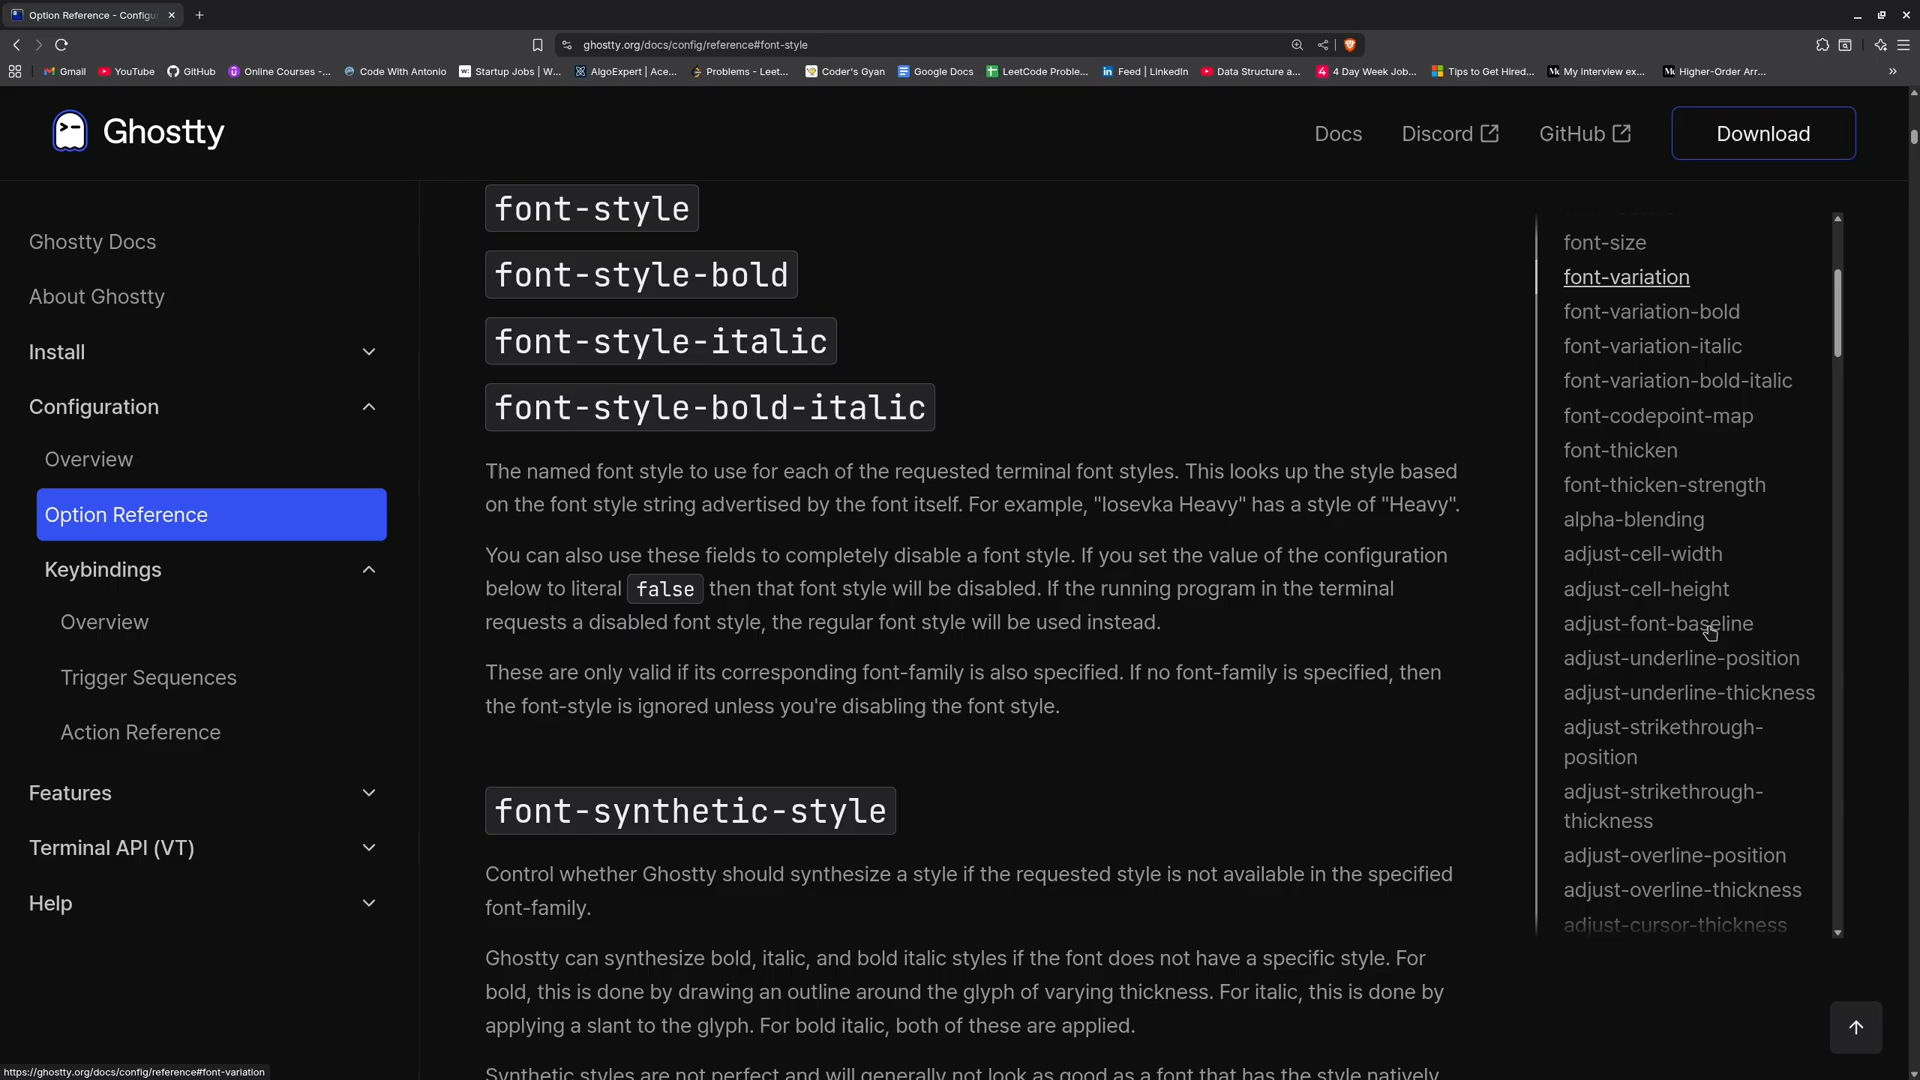 Option Reference - Configu
ghostty.org/docs/config/reference#font-style
Gmail
YouTube
GitHub
Online Courses -...
Code With Antonio
Startup Jobs | W...
AlgoExpert | Ace...
Problems - Leet...
Coder's Gyan
Google Docs
LeetCode Proble...
Feed | LinkedIn
Data Structure a...
4 Day Week Job...
Tips to Get Hired...
My Interview ex...
Higher-Order Arr...
Ghostty
Docs
Discord
GitHub
Download
Ghostty Docs
About Ghostty
Install
Configuration
Overview
Option Reference
Keybindings
Overview
Trigger Sequences
Action Reference
Features
Terminal API (VT)
Help
font-style
font-style-bold
font-style-italic
font-style-bold-italic
The named font style to use for each of the requested terminal font styles. This looks up the style based
on the font style string advertised by the font itself. For example, "Iosevka Heavy" has a style of "Heavy".
You can also use these fields to completely disable a font style. If you set the value of the configuration
below to literal false then that font style will be disabled. If the running program in the terminal
requests a disabled font style, the regular font style will be used instead.
These are only valid if its corresponding font-family is also specified. If no font-family is specified, then
the font-style is ignored unless you're disabling the font style.
font-synthetic-style
Control whether Ghostty should synthesize a style if the requested style is not available in the specified
font-family.
Ghostty can synthesize bold, italic, and bold italic styles if the font does not have a specific style. For
bold, this is done by drawing an outline around the glyph of varying thickness. For italic, this is done by
applying a slant to the glyph. For bold italic, both of these are applied.
Synthetic styles are not perfect and will generally not look as good as a font that has the style natively
font-size
font-variation
font-variation-bold
font-variation-italic
font-variation-bold-italic
font-codepoint-map
font-thicken
font-thicken-strength
alpha-blending
adjust-cell-width
adjust-cell-height
adjust-font-baseline
adjust-underline-position
adjust-underline-thickness
adjust-strikethrough-
position
adjust-strikethrough-
thickness
adjust-overline-position
adjust-overline-thickness
adjust-cursor-thickness
https://ghostty.org/docs/config/reference#font-variation